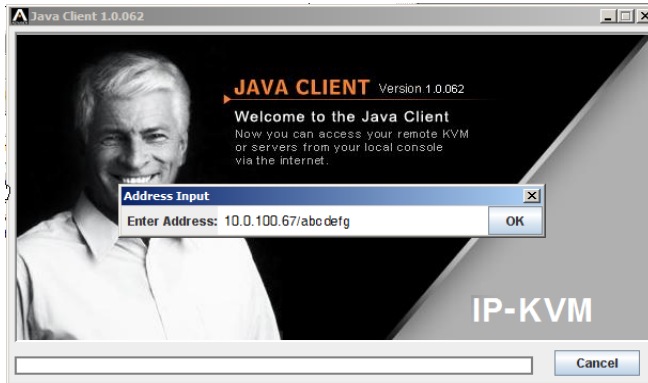 Java Client 1.0.062
JAVA CLIENT Version 1.0.062
Welcome to the Java Client
Now you can access your remote KVM
or servers from your local console
via the internet.
Address Input
Enter Address: 10.0.100.67/abcdefg OK
IP-KVM
Cancel